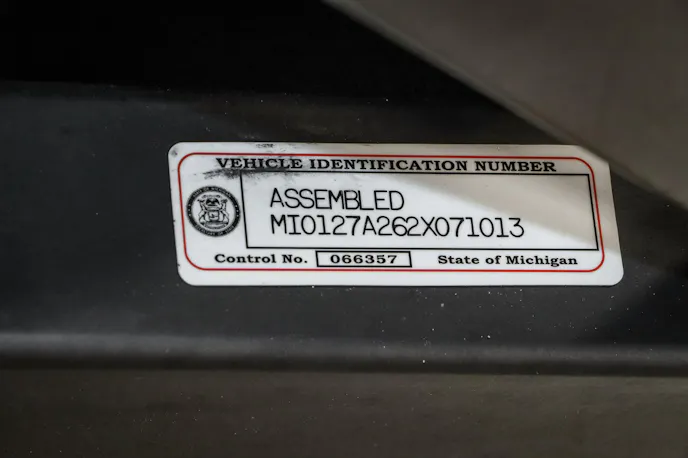 VEHICLE IDENTIFICATION NUMBER
ASSEMBLED
MI0127A262X071013
Control No. 066357 State of Michigan